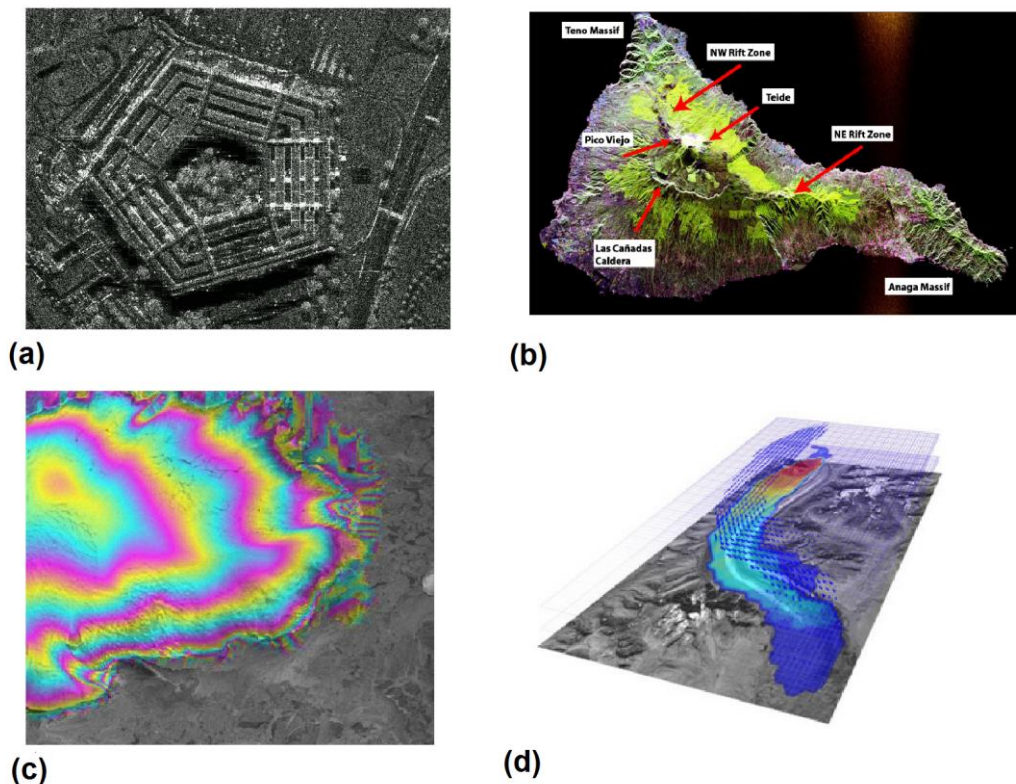 Teno Massif
NW Rift Zone
Teide
Pico Viejo
NE Rift Zone
Las Cañadas
Caldera
Anaga Massif
(a)
(b)
(c)
(d)